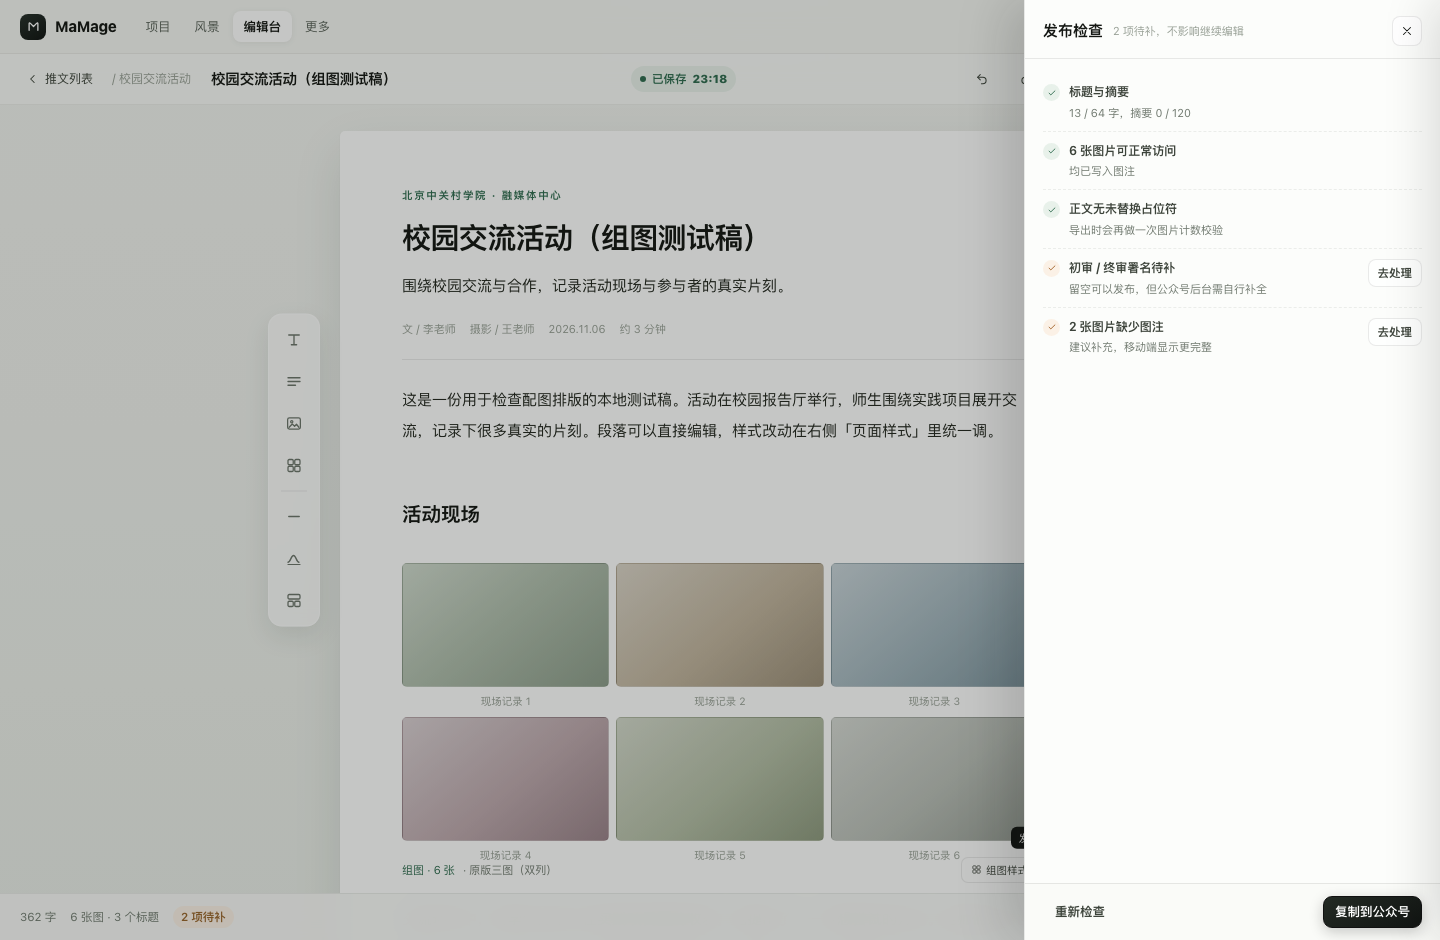 MaMage
项目
风景
编辑台
更多
推文列表
/ 校园交流活动
校园交流活动（组图测试稿）
已保存 23:18
北京中关村学院 · 融媒体中心
校园交流活动（组图测试稿）
围绕校园交流与合作，记录活动现场与参与者的真实片刻。
文 / 李老师 摄影 / 王老师 2026.11.06 约 3 分钟
这是一份用于检查配图排版的本地测试稿。活动在校园报告厅举行，师生围绕实践项目展开交
流，记录下很多真实的片刻。段落可以直接编辑，样式改动在右侧「页面样式」里统一调。
活动现场
现场记录 1
现场记录 2
现场记录 3
现场记录 4
现场记录 5
现场记录 6
组图 · 6 张 · 原版三图（双列）
组图样式
362 字 6 张图 · 3 个标题 2 项待补
发布检查
2 项待补，不影响继续编辑
标题与摘要
13 / 64 字，摘要 0 / 120
6 张图片可正常访问
均已写入图注
正文无未替换占位符
导出时会再做一次图片计数校验
初审 / 终审署名待补
留空可以发布，但公众号后台需自行补全
去处理
2 张图片缺少图注
建议补充，移动端显示更完整
去处理
重新检查
复制到公众号